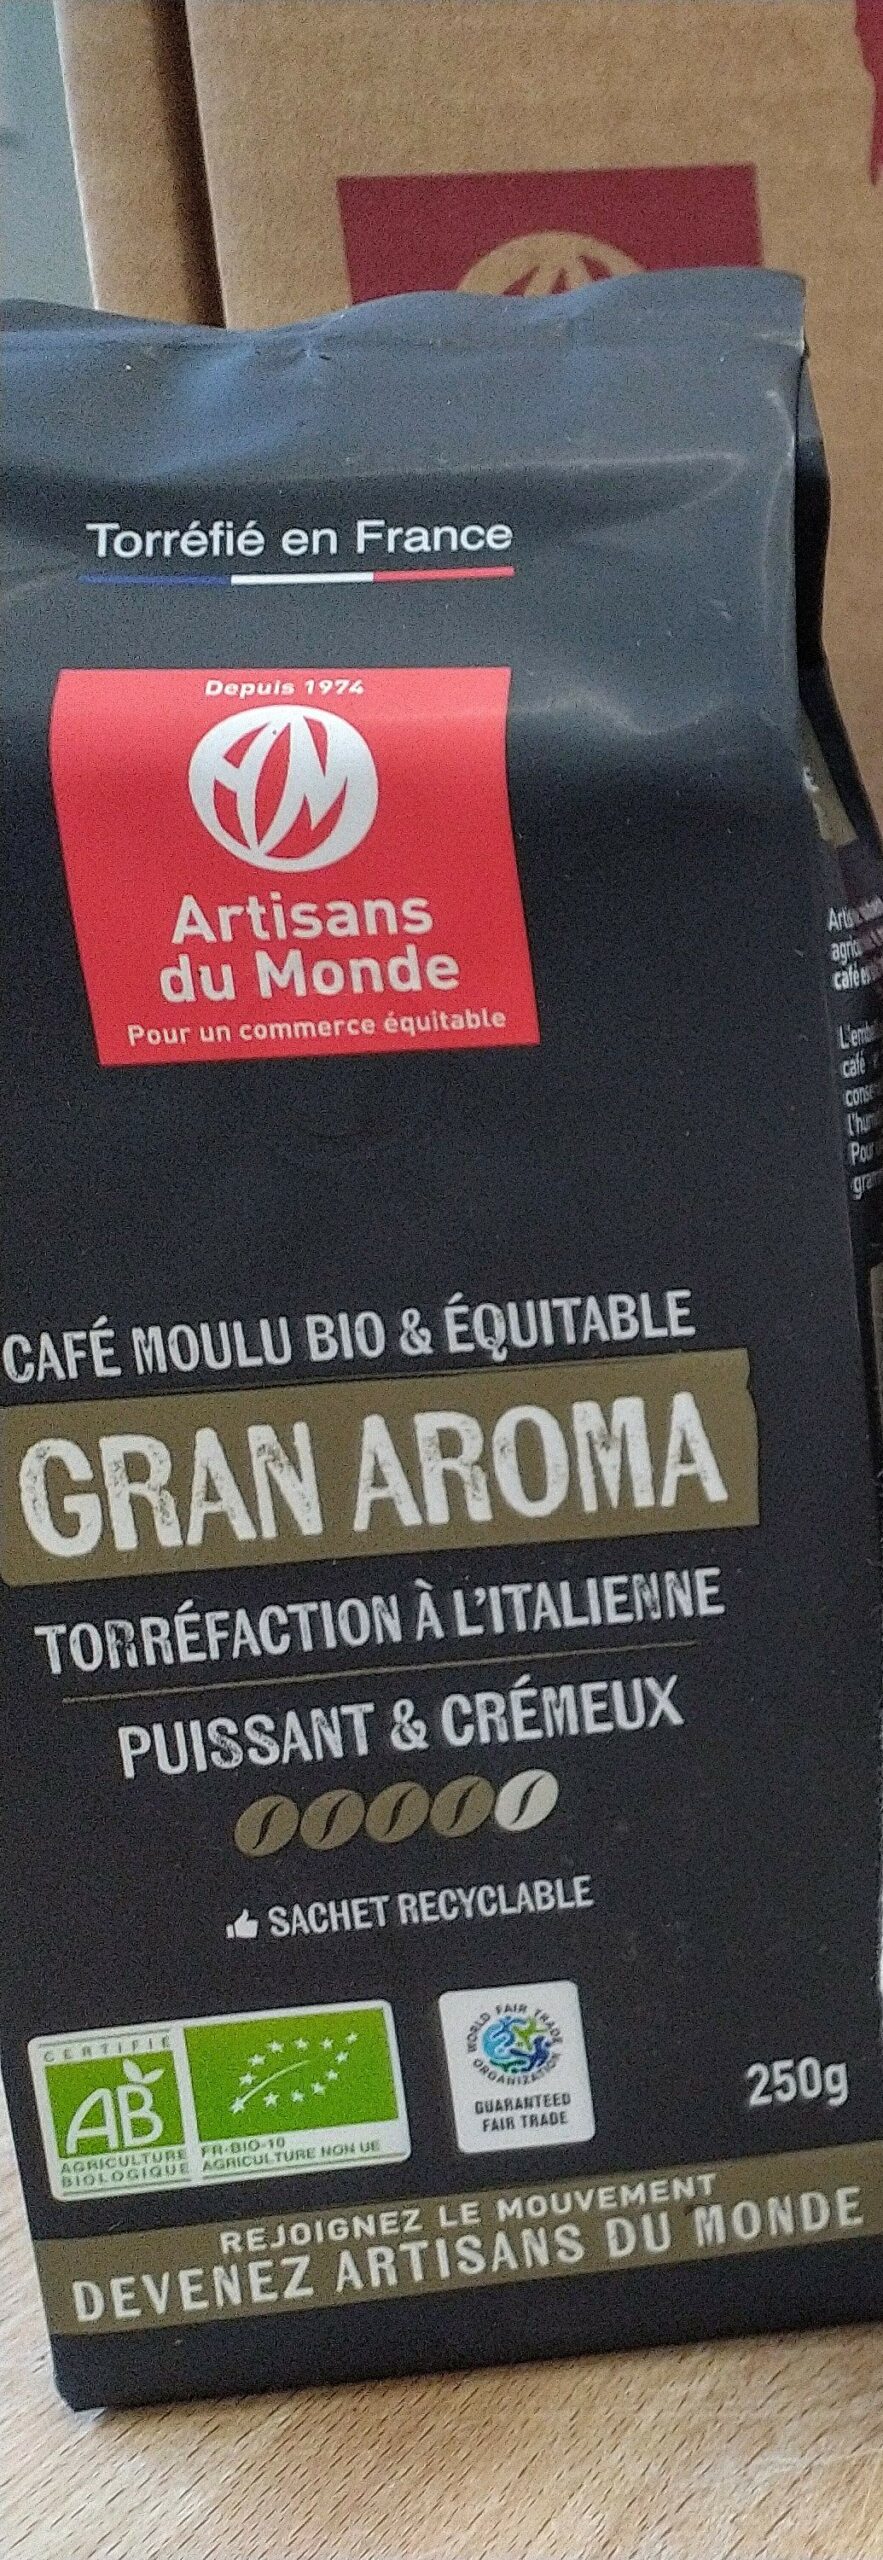 Torréfié en France
Depuis 1974
Artisans
du Monde
Pour un commerce équitable
CAFÉ MOULU BIO & ÉQUITABLE
GRAN AROMA
TORRÉFACTION À L'ITALIENNE
PUISSANT & CRÉMEUX
SACHET RECYCLABLE
CERTIFIÉ
AB
AGRICULTURE
BIOLOGIQUE
FR-BIO-10
AGRICULTURE NON UE
WORLD FAIR TRADE
ORGANIZATION
GUARANTEED
FAIR TRADE
250g
REJOIGNEZ LE MOUVEMENT
DEVENEZ ARTISANS DU MONDE
café
café